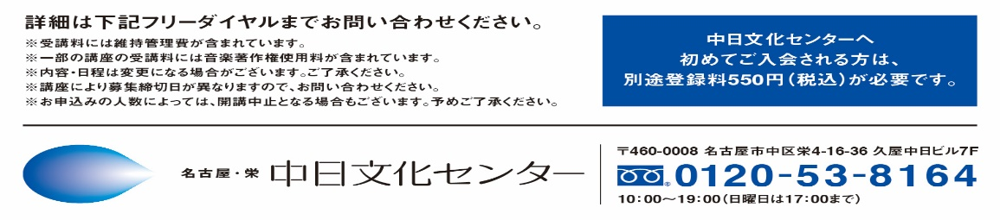 詳細は下記フリーダイヤルまでお問い合わせください。
※受講料には維持管理費が含まれています。
※一部の講座の受講料には音楽著作権使用料が含まれています。
※内容・日程は変更になる場合がございます。ご了承ください。
※講座により募集締切日が異なりますので、お問い合わせください。
※お申込みの人数によっては、開講中止となる場合もございます。予めご了承ください。
中日文化センターへ
初めてご入会される方は、
別途登録料550円(税込)が必要です。
名古屋・栄 中日文化センター
〒460-0008 名古屋市中区栄4-16-36 久屋中日ビル7F
0120-53-8164
10:00〜19:00(日曜日は17:00まで)